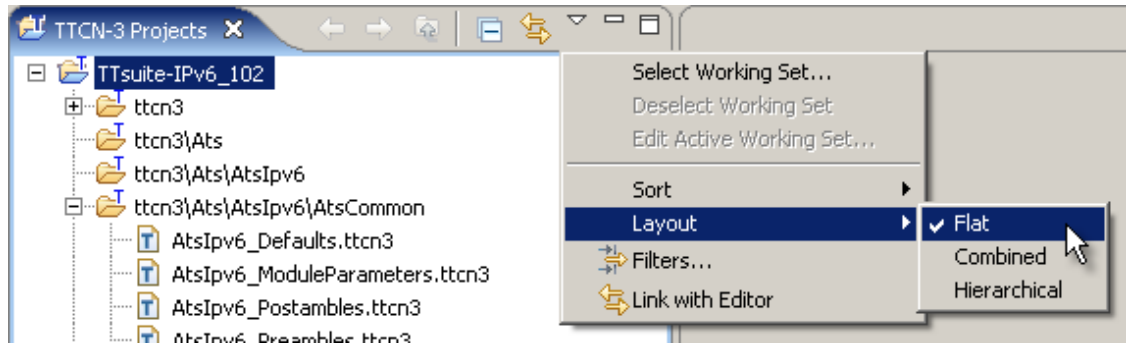 TTCN-3 Projects
TTsuite-IPv6_102
ttcn3
ttcn3\Ats
ttcn3\Ats\AtsIpv6
ttcn3\Ats\AtsIpv6\AtsCommon
AtsIpv6_Defaults.ttcn3
AtsIpv6_ModuleParameters.ttcn3
AtsIpv6_Postambles.ttcn3
AtsIpv6_Preambles.ttcn3
Select Working Set...
Deselect Working Set
Edit Active Working Set...
Sort
Layout
Filters...
Link with Editor
Flat
Combined
Hierarchical